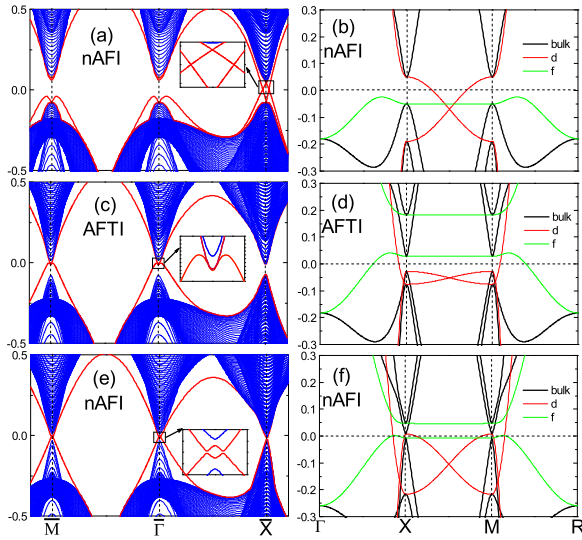 0.5
(a)
nAFI
0.0
-0.5
0.3
(b)
nAFI
0.2
0.1
0.0
-0.1
-0.2
-0.3
bulk
d
f
0.5
(c)
AFTI
0.0
-0.5
0.3
(d)
AFTI
0.2
0.1
0.0
-0.1
-0.2
-0.3
bulk
d
f
0.5
(e)
nAFI
0.0
-0.5
M̅ Γ̅ X̅
0.3
(f)
nAFI
0.2
0.1
0.0
-0.1
-0.2
-0.3
bulk
d
f
Γ X M R